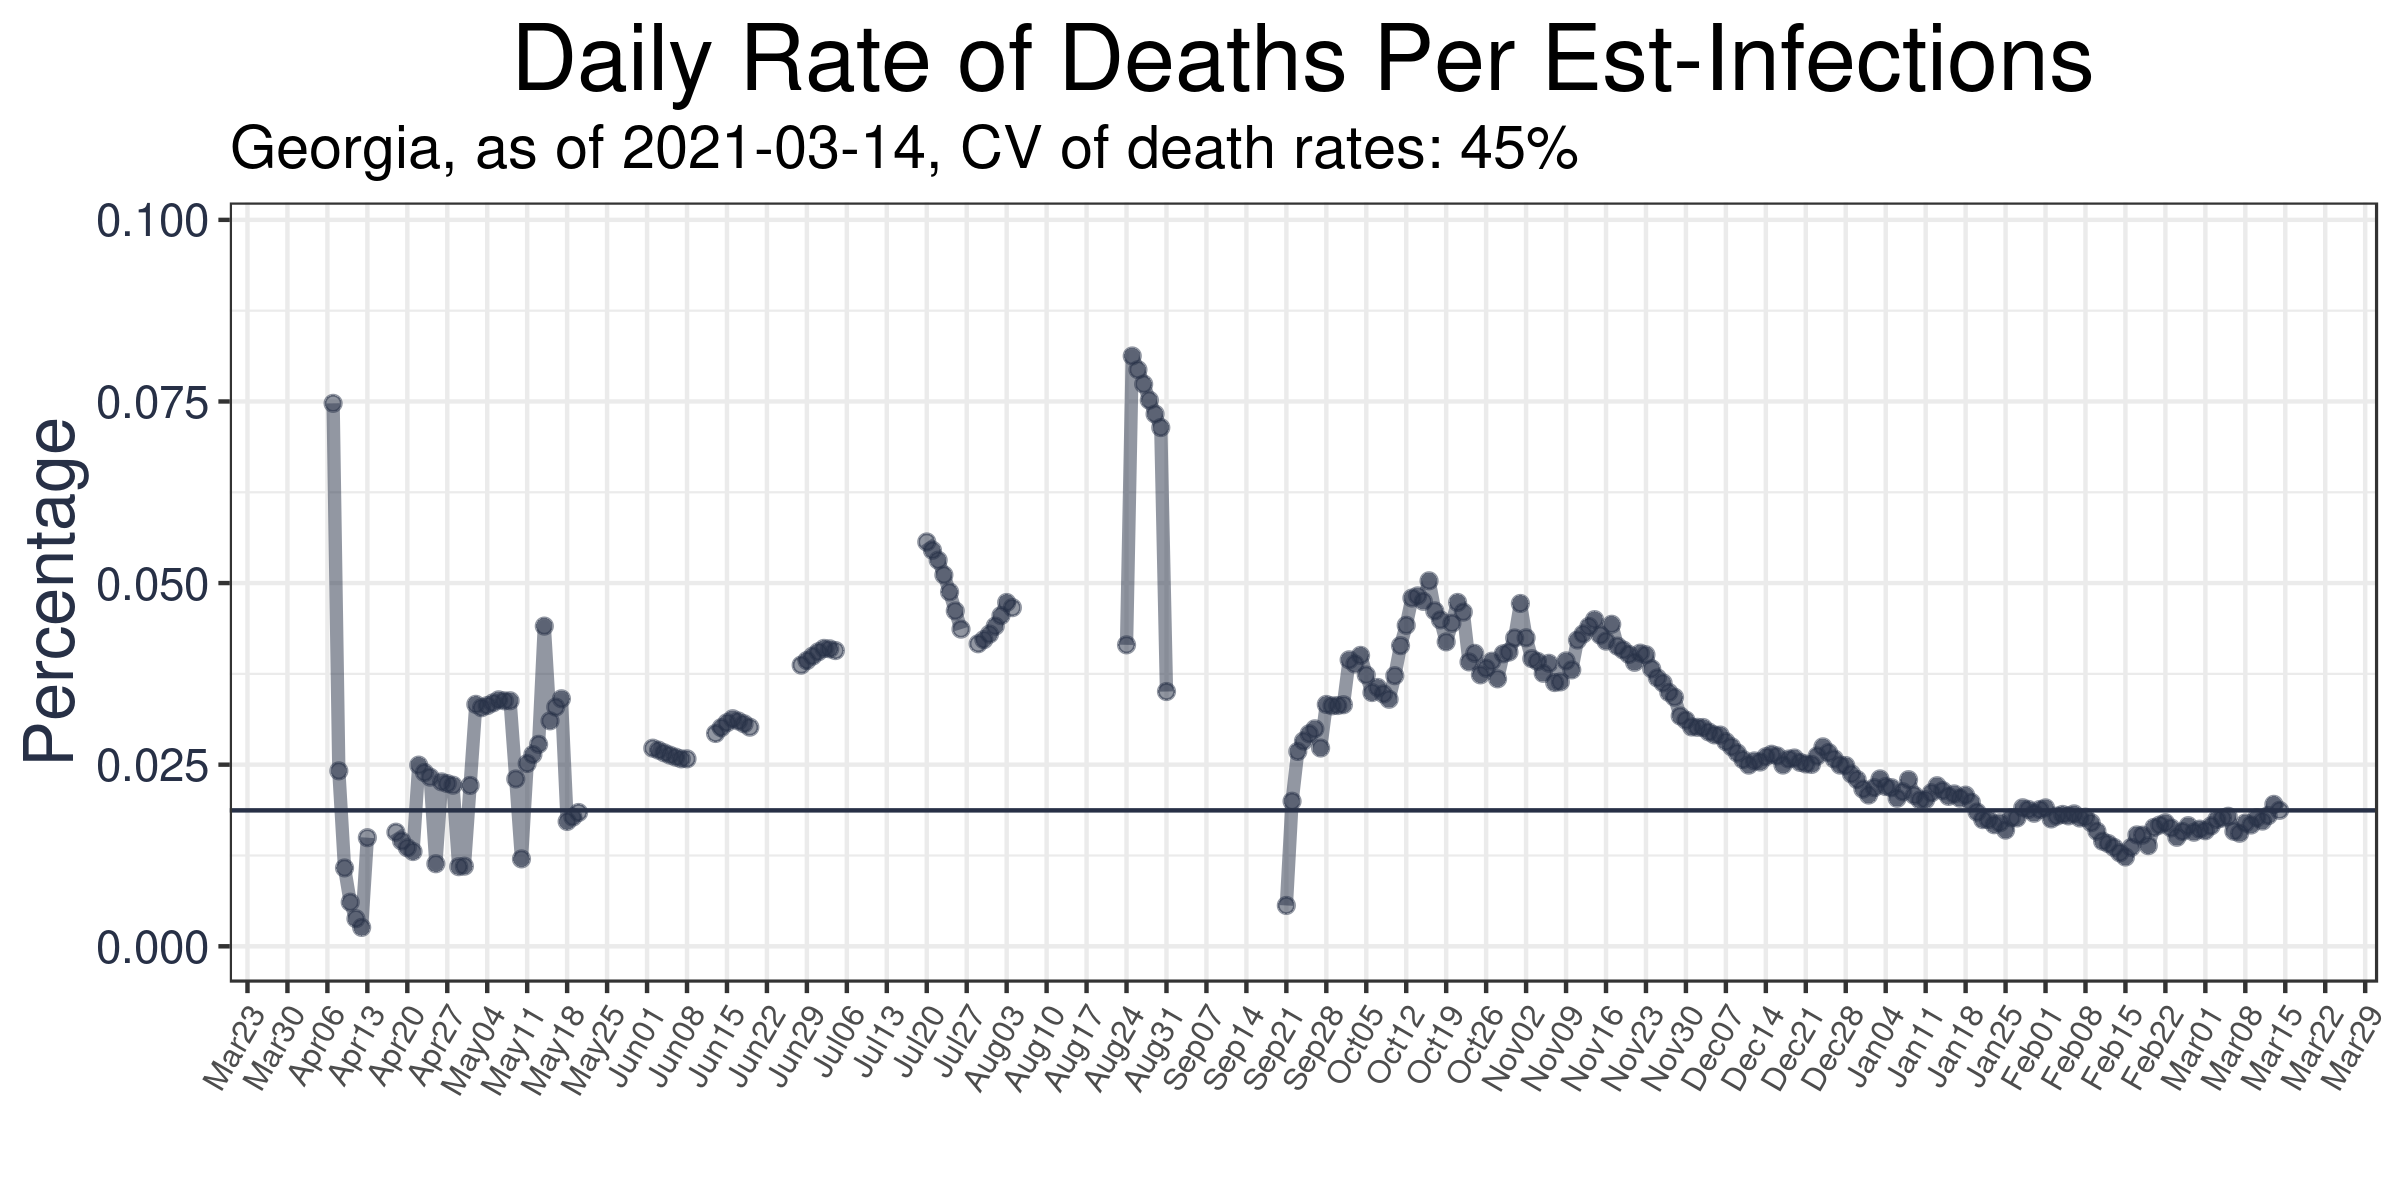 Daily Rate of Deaths Per Est-Infections
Georgia, as of 2021-03-14, CV of death rates: 45%
Percentage
0.100
0.075
0.050
0.025
0.000
Mar23
Mar30
Apr06
Apr13
Apr20
Apr27
May04
May11
May18
May25
Jun01
Jun08
Jun15
Jun22
Jun29
Jul06
Jul13
Jul20
Jul27
Aug03
Aug10
Aug17
Aug24
Aug31
Sep07
Sep14
Sep21
Sep28
Oct05
Oct12
Oct19
Oct26
Nov02
Nov09
Nov16
Nov23
Nov30
Dec07
Dec14
Dec21
Dec28
Jan04
Jan11
Jan18
Jan25
Feb01
Feb08
Feb15
Feb22
Mar01
Mar08
Mar15
Mar22
Mar29